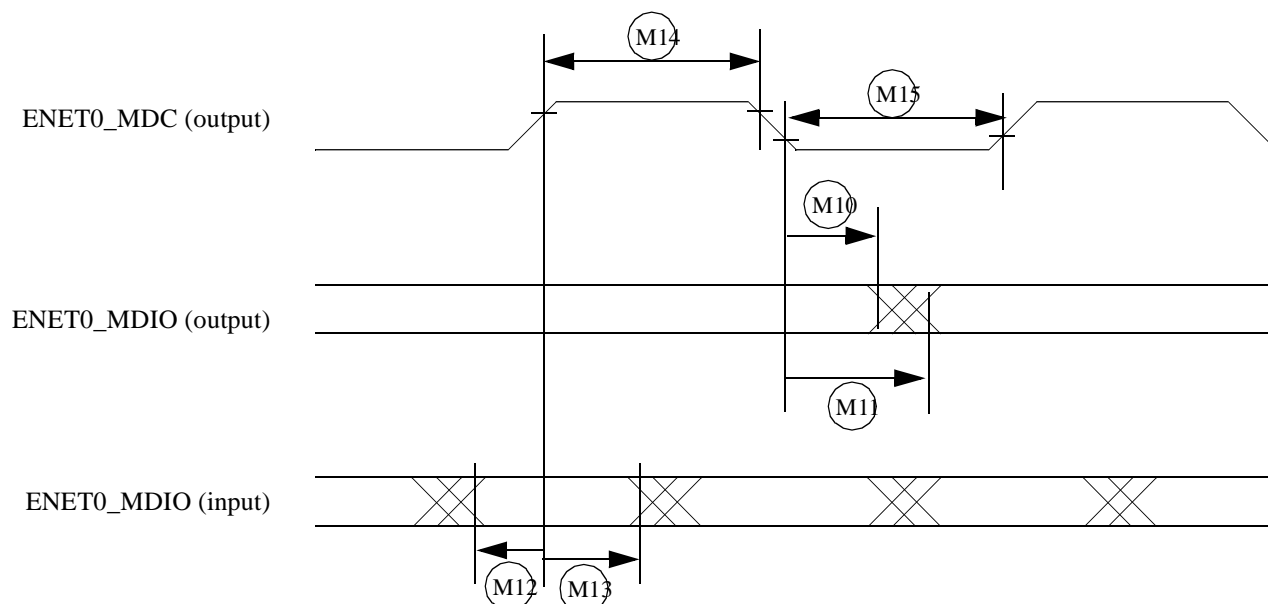 M14
M15
ENET0_MDC (output)
M10
ENET0_MDIO (output)
M11
ENET0_MDIO (input)
M12
M13